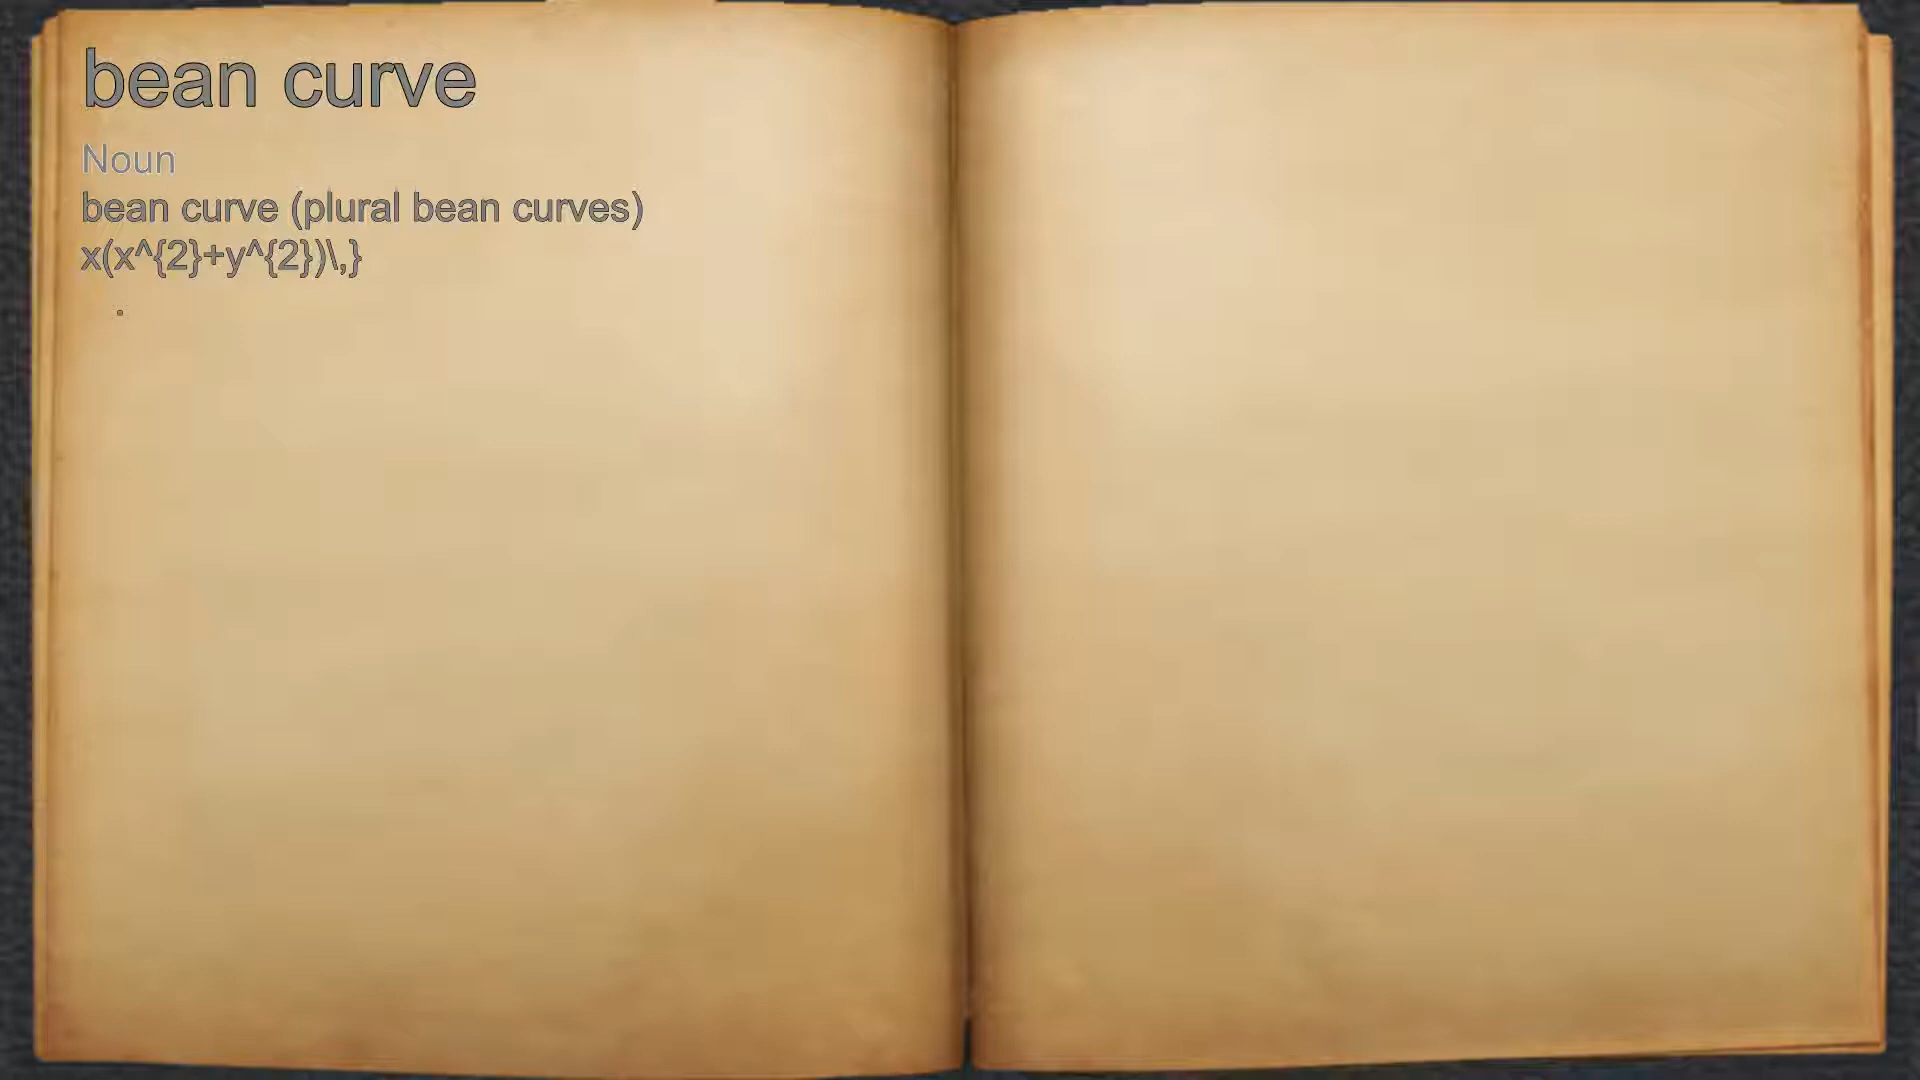 bean curve
Noun
bean curve (plural bean curves)
x(x^{2}+y^{2})\,}
.